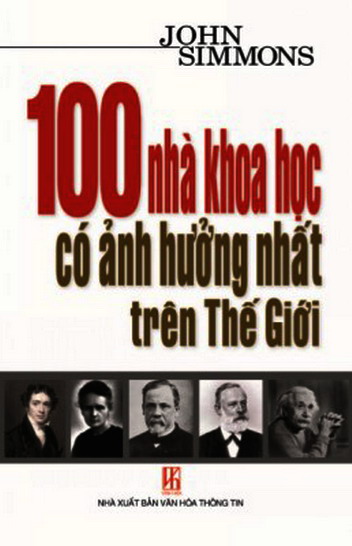 JOHN
SIMMONS
100 nhà khoa học
có ảnh hưởng nhất
trên Thế Giới
NHÀ XUẤT BẢN VĂN HÓA THÔNG TIN